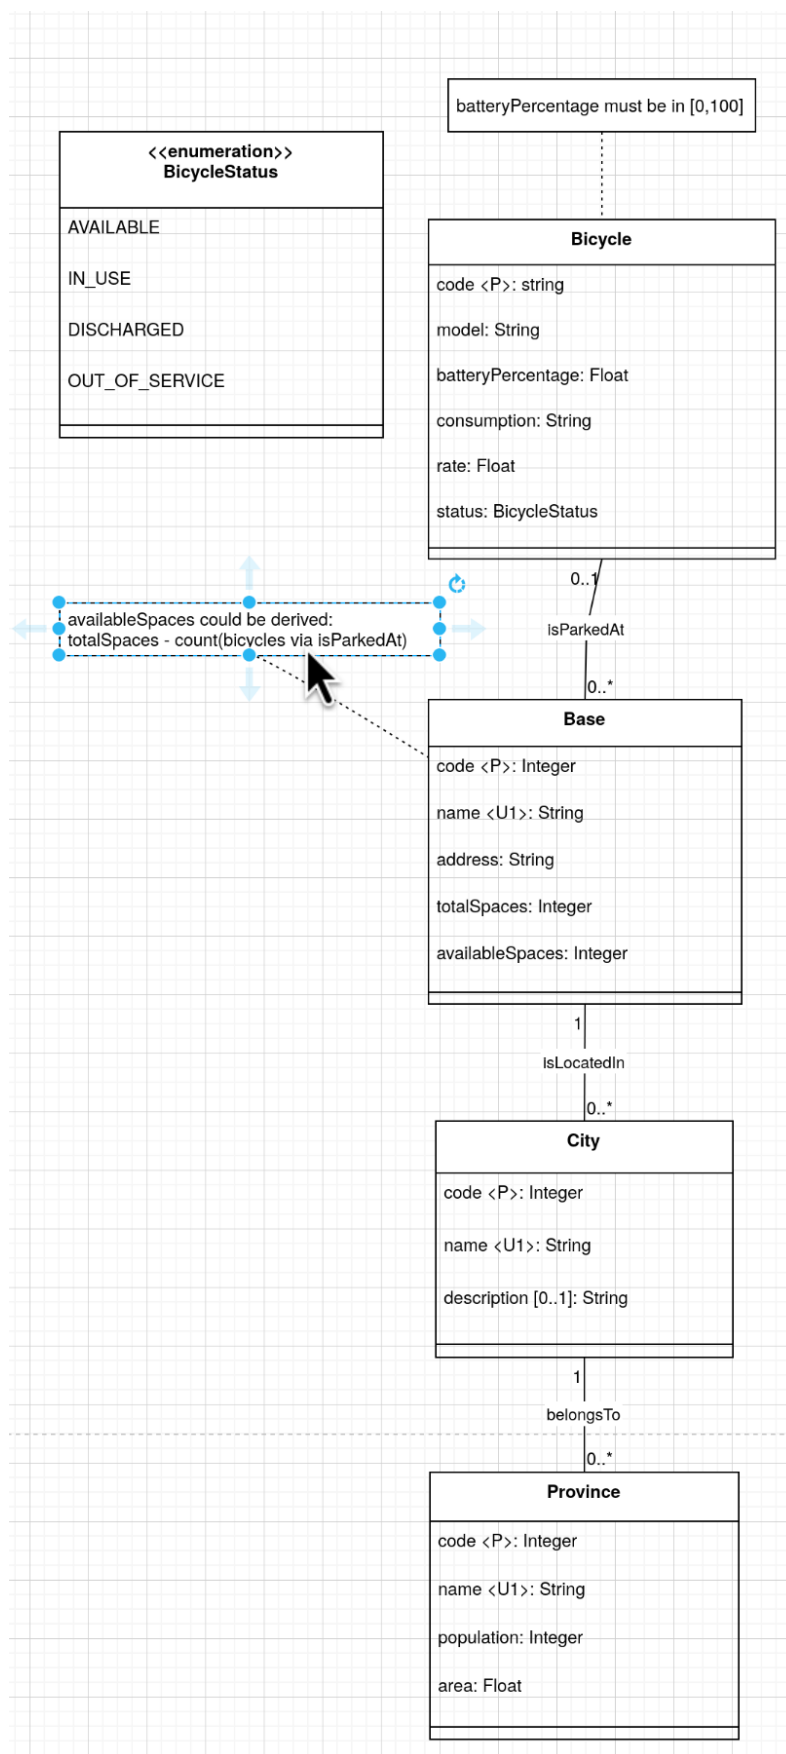 batteryPercentage must be in [0,100]
<<enumeration>>
BicycleStatus
AVAILABLE
IN_USE
DISCHARGED
OUT_OF_SERVICE
Bicycle
code <P>: string
model: String
batteryPercentage: Float
consumption: String
rate: Float
status: BicycleStatus
0..1
isParkedAt
0..*
availableSpaces could be derived:
totalSpaces - count(bicycles via isParkedAt)
Base
code <P>: Integer
name <U1>: String
address: String
totalSpaces: Integer
availableSpaces: Integer
1
isLocatedIn
0..*
City
code <P>: Integer
name <U1>: String
description [0..1]: String
1
belongsTo
0..*
Province
code <P>: Integer
name <U1>: String
population: Integer
area: Float